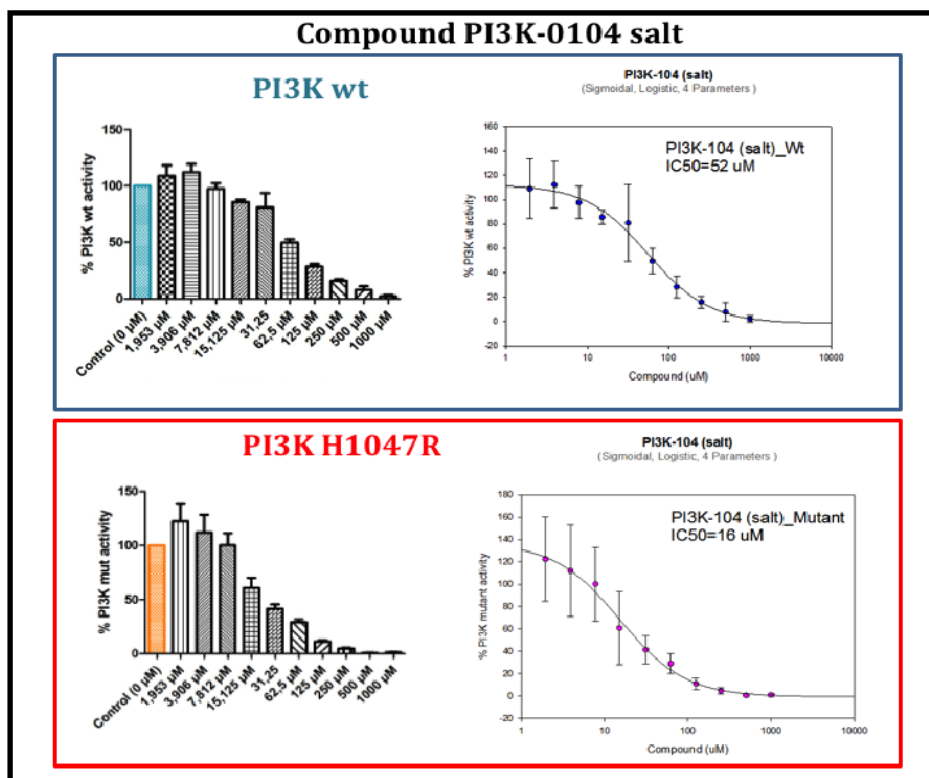 Compound PI3K-0104 salt
PI3K wt
% PI3K wt activity
150
100
50
0
Control (0 µM)
1,953 µM
3,906 µM
7,812 µM
15,125 µM
31,25
62,5 µM
125 µM
250 µM
500 µM
1000 µM
PI3K-104 (salt)
(Sigmoidal, Logistic, 4 Parameters )
PI3K-104 (salt)_Wt
IC50=52 uM
% PI3K wt activity
160
140
120
100
80
60
40
20
0
-20
1
10
100
1000
10000
Compound (uM)
PI3K H1047R
% PI3K mut activity
150
100
50
0
Control (0 µM)
1,953 µM
3,906 µM
7,812 µM
15,125 µM
31,25
62,5 µM
125 µM
250 µM
500 µM
1000 µM
PI3K-104 (salt)
(Sigmoidal, Logistic, 4 Parameters )
PI3K-104 (salt)_Mutant
IC50=16 uM
% PI3K mutant activity
180
160
140
120
100
80
60
40
20
0
-20
1
10
100
1000
10000
Compound (uM)